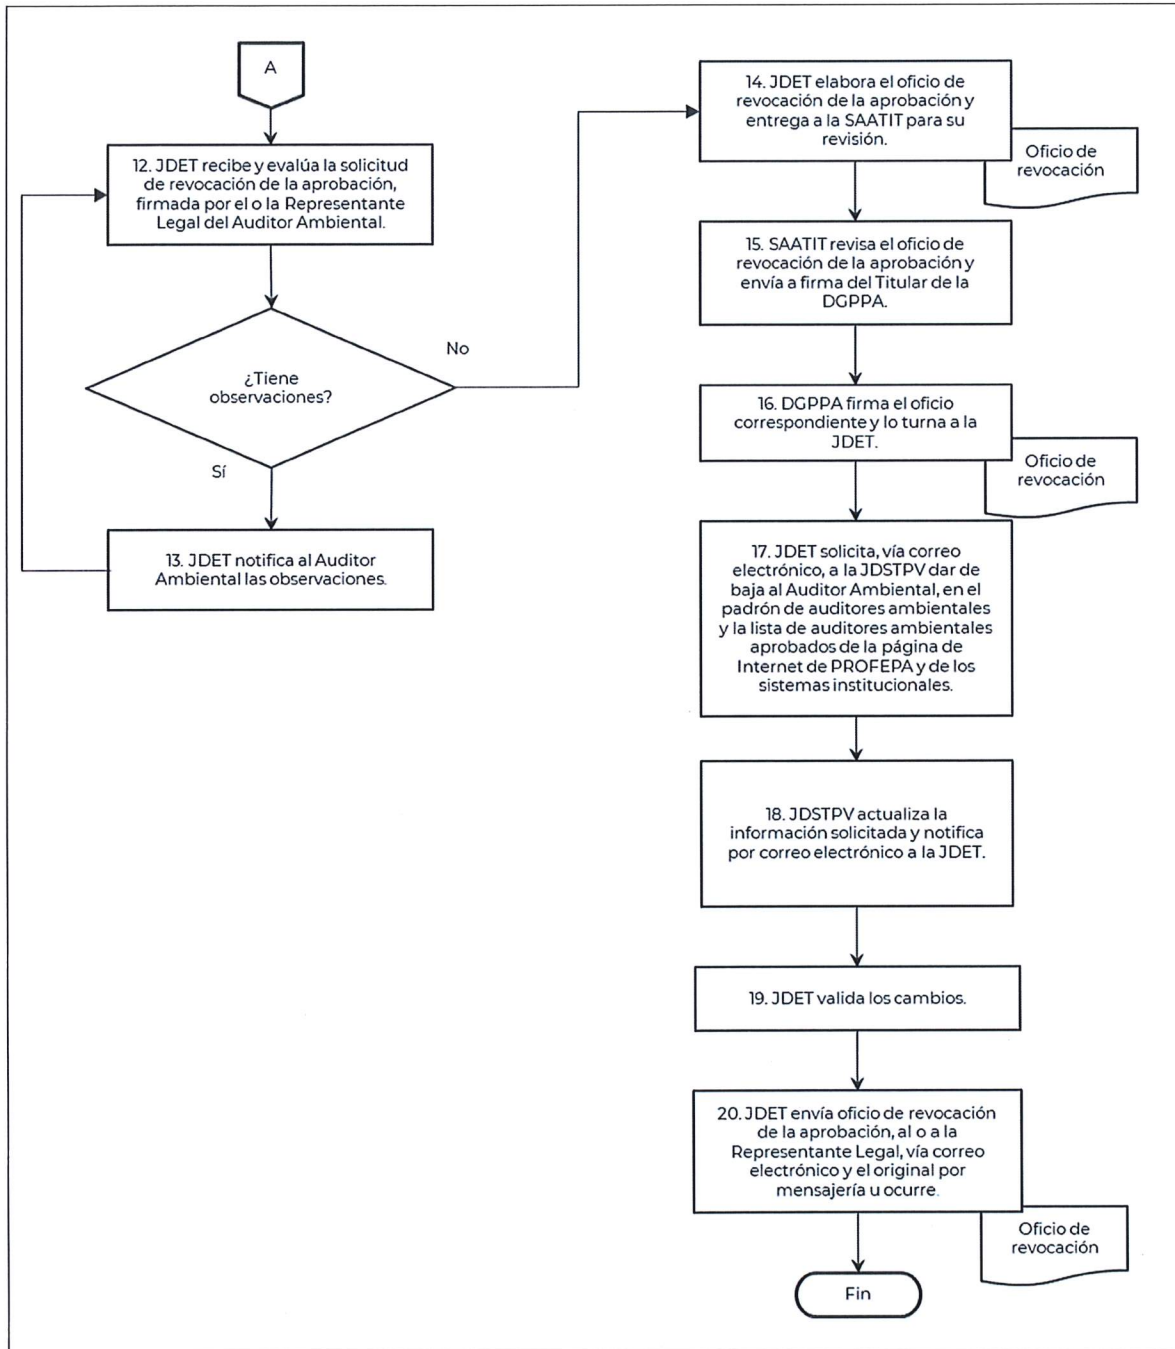 A
12. JDET recibe y evalúa la solicitud
de revocación de la aprobación,
firmada por el o la Representante
Legal del Auditor Ambiental.
¿Tiene
observaciones?
No
Sí
13. JDET notifica al Auditor
Ambiental las observaciones.
14. JDET elabora el oficio de
revocación de la aprobación y
entrega a la SAATIT para su
revisión.
Oficio de
revocación
15. SAATIT revisa el oficio de
revocación de la aprobación y
envía a firma del Titular de la
DGPPA.
16. DGPPA firma el oficio
correspondiente y lo turna a la
JDET.
Oficio de
revocación
17. JDET solicita, vía correo
electrónico, a la JDSTPV dar de
baja al Auditor Ambiental, en el
padrón de auditores ambientales
y la lista de auditores ambientales
aprobados de la página de
Internet de PROFEPA y de los
sistemas institucionales.
18. JDSTPV actualiza la
información solicitada y notifica
por correo electrónico a la JDET.
19. JDET valida los cambios.
20. JDET envía oficio de revocación
de la aprobación, al o a la
Representante Legal, vía correo
electrónico y el original por
mensajería u ocurre.
Oficio de
revocación
Fin